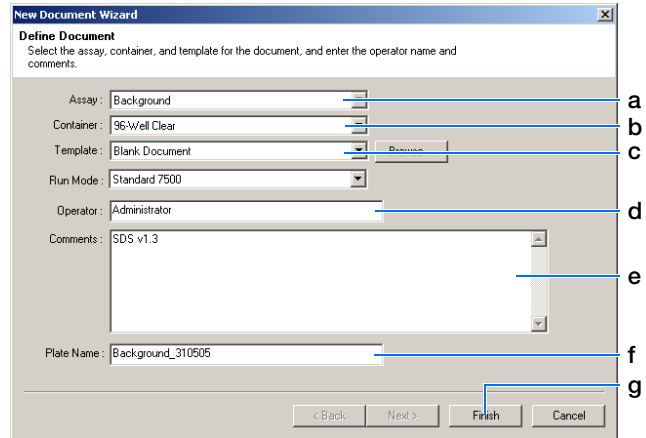 New Document Wizard
Define Document
Select the assay, container, and template for the document, and enter the operator name and
comments.
Assay : Background a
Container : 96-Well Clear b
Template : Blank Document Browse... c
Run Mode : Standard 7500
Operator : Administrator d
Comments : SDS v1.3
e
Plate Name : Background_310505 f
g
< Back Next > Finish Cancel